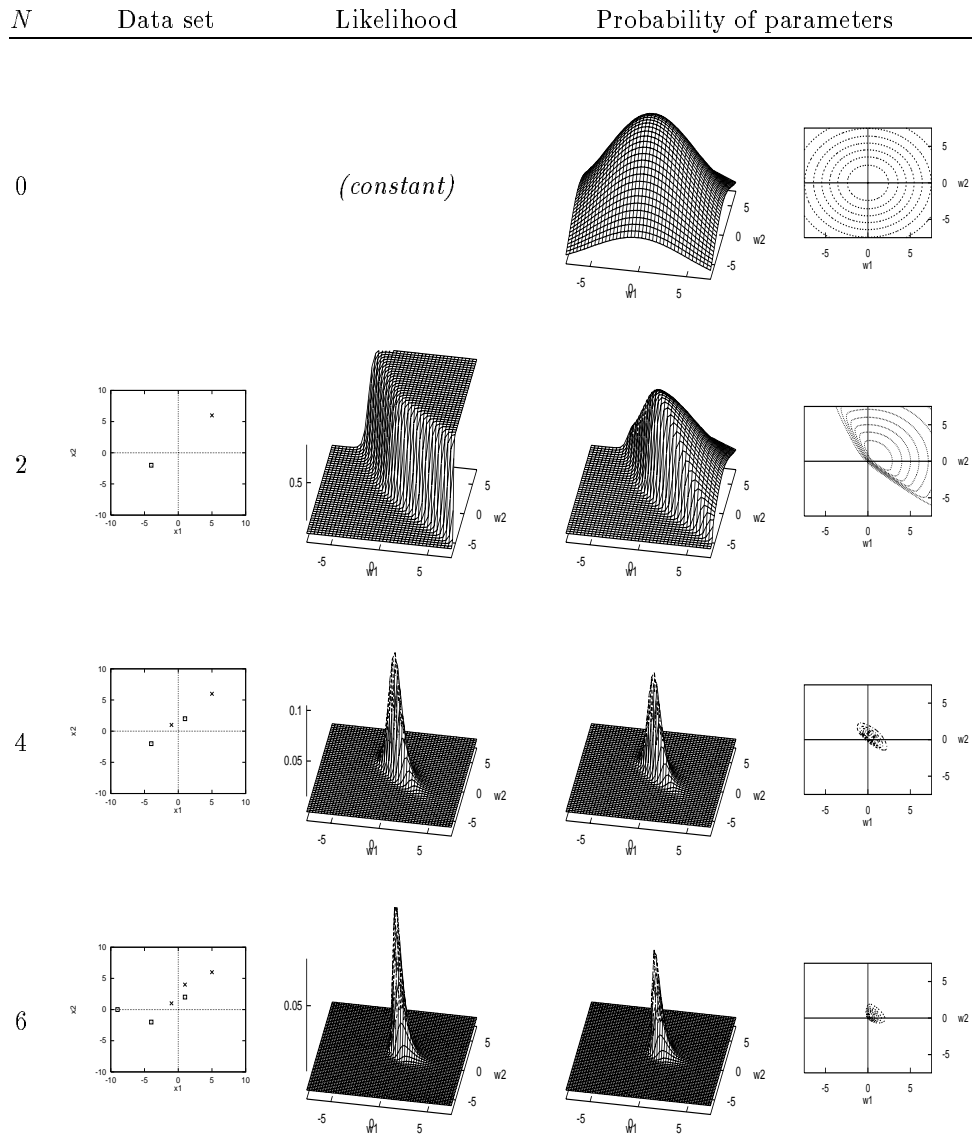 N Data set Likelihood Probability of parameters
0 (constant)
-5 0 5 w1 -5 0 5 w2
-5 0 5 w1 -5 0 5 w2
2
10 5 0 -5 -10 x2 -10 -5 0 5 10 x1
0.5 -5 0 5 w1 -5 0 5 w2
-5 0 5 w1 -5 0 5 w2
-5 0 5 w1 5 0 -5 w2
4
10 5 0 -5 -10 x2 -10 -5 0 5 10 x1
0.1 0.05 -5 0 5 w1 -5 0 5 w2
-5 0 5 w1 -5 0 5 w2
-5 0 5 w1 5 0 -5 w2
6
10 5 0 -5 -10 x2 -10 -5 0 5 10 x1
0.05 -5 0 5 w1 -5 0 5 w2
-5 0 5 w1 -5 0 5 w2
-5 0 5 w1 5 0 -5 w2